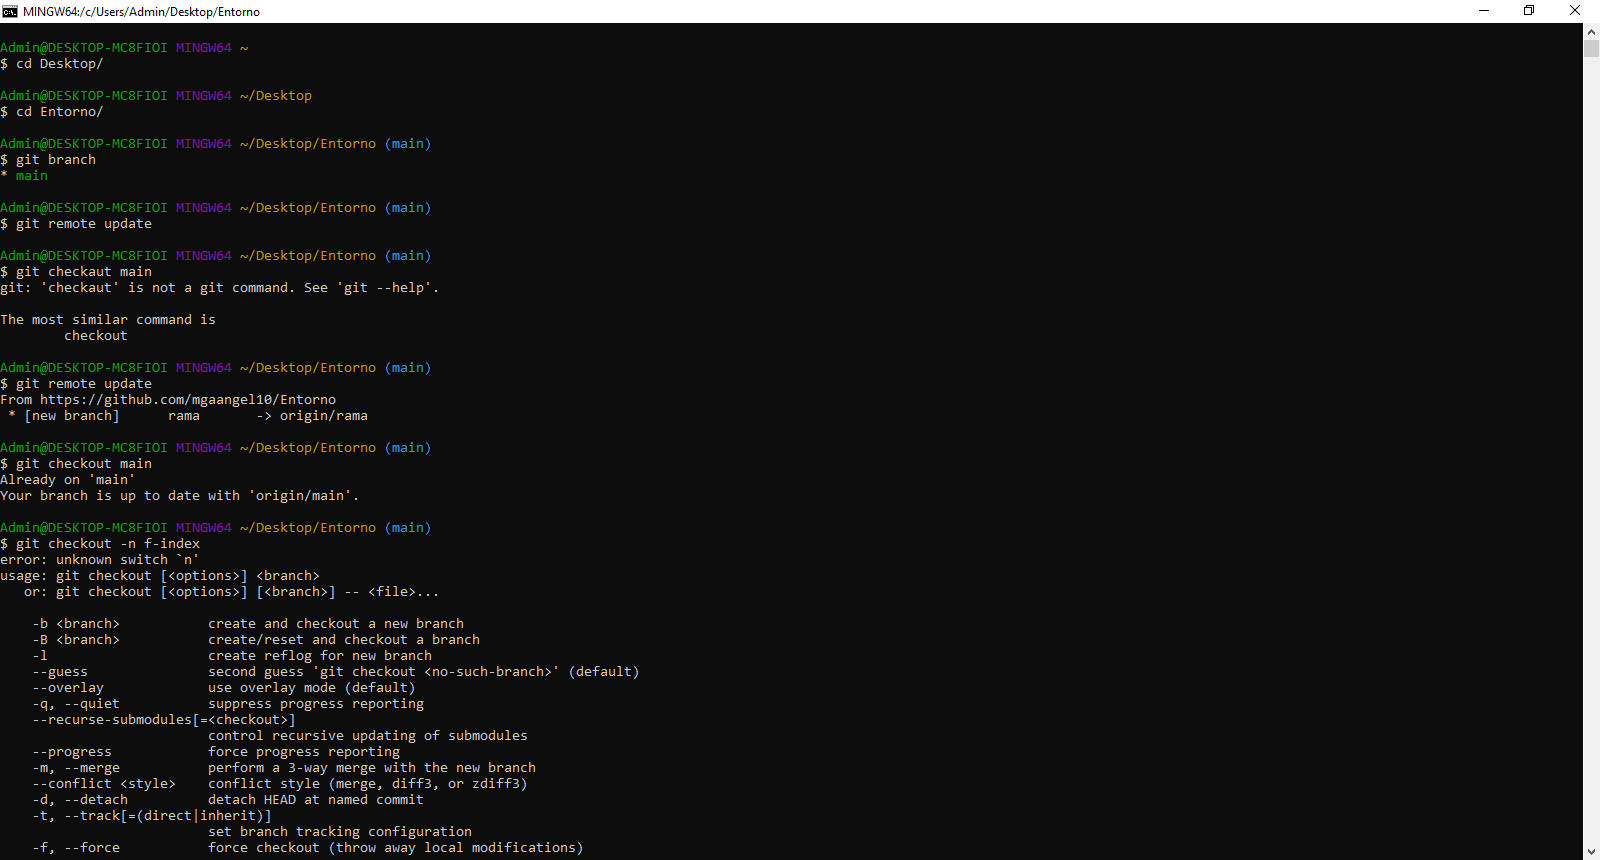 MINGW64:/c/Users/Admin/Desktop/Entorno
Admin@DESKTOP-MC8FIOI MINGW64 ~
$ cd Desktop/
Admin@DESKTOP-MC8FIOI MINGW64 ~/Desktop
$ cd Entorno/
Admin@DESKTOP-MC8FIOI MINGW64 ~/Desktop/Entorno (main)
$ git branch
* main
Admin@DESKTOP-MC8FIOI MINGW64 ~/Desktop/Entorno (main)
$ git remote update
Admin@DESKTOP-MC8FIOI MINGW64 ~/Desktop/Entorno (main)
$ git checkaut main
git: 'checkaut' is not a git command. See 'git --help'.
The most similar command is
checkout
Admin@DESKTOP-MC8FIOI MINGW64 ~/Desktop/Entorno (main)
$ git remote update
From https://github.com/mgaangel10/Entorno
* [new branch]      rama       -> origin/rama
Admin@DESKTOP-MC8FIOI MINGW64 ~/Desktop/Entorno (main)
$ git checkout main
Already on 'main'
Your branch is up to date with 'origin/main'.
Admin@DESKTOP-MC8FIOI MINGW64 ~/Desktop/Entorno (main)
$ git checkout -n f-index
error: unknown switch `n'
usage: git checkout [<options>] <branch>
or: git checkout [<options>] [<branch>] -- <file>...
-b <branch>           create and checkout a new branch
-B <branch>           create/reset and checkout a branch
-l                    create reflog for new branch
--guess               second guess 'git checkout <no-such-branch>' (default)
--overlay             use overlay mode (default)
-q, --quiet           suppress progress reporting
--recurse-submodules[=<checkout>]
control recursive updating of submodules
--progress            force progress reporting
-m, --merge           perform a 3-way merge with the new branch
--conflict <style>    conflict style (merge, diff3, or zdiff3)
-d, --detach          detach HEAD at named commit
-t, --track[=(direct|inherit)]
set branch tracking configuration
-f, --force           force checkout (throw away local modifications)